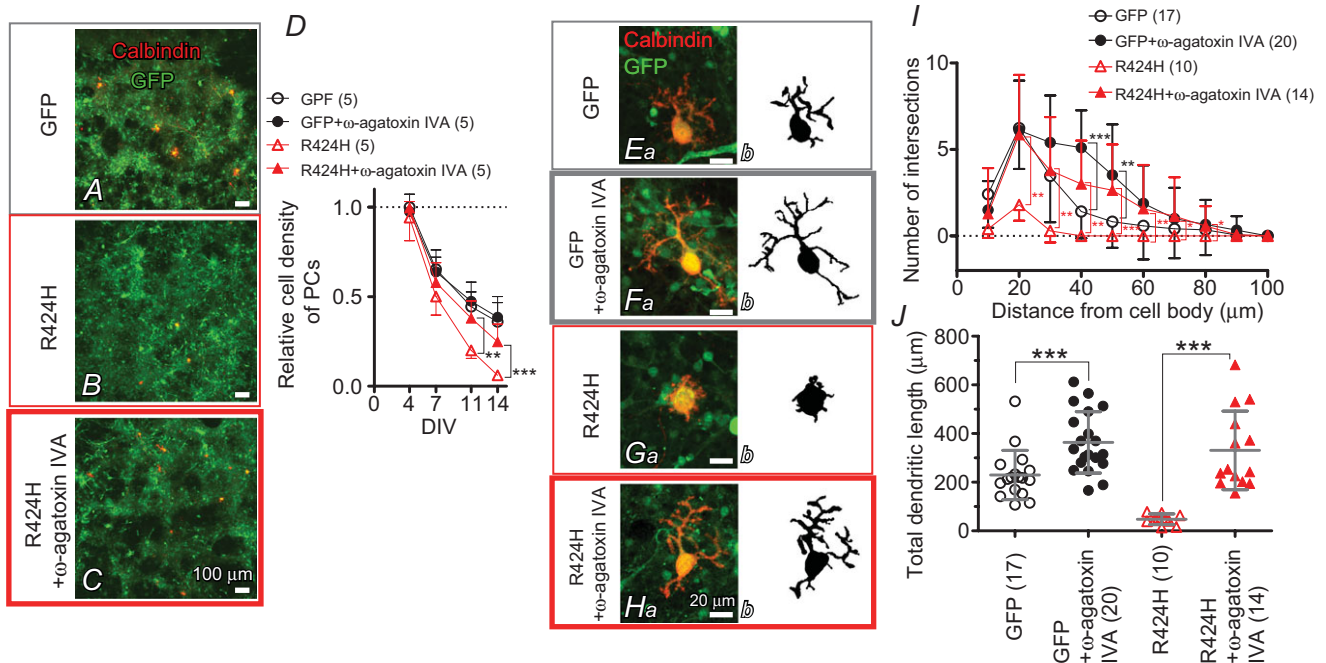 Calbindin
GFP
GFP
A
R424H
B
R424H
+ω-agatoxin IVA
C
100 μm
D
GPF (5)
GFP+ω-agatoxin IVA (5)
R424H (5)
R424H+ω-agatoxin IVA (5)
Relative cell density
of PCs
1.0
0.5
0.0
**
***
0 4 7 11 14
DIV
Calbindin
GFP
GFP
Ea
b
GFP
+ω-agatoxin IVA
Fa
b
R424H
Ga
b
R424H
+ω-agatoxin IVA
Ha
20 μm
b
I
GFP (17)
GFP+ω-agatoxin IVA (20)
R424H (10)
R424H+ω-agatoxin IVA (14)
Number of intersections
10
5
0
***
**
**
**
**
***
**
*
*
0 20 40 60 80 100
Distance from cell body (μm)
J
Total dendritic length (μm)
800
600
400
200
0
***
***
GFP (17)
GFP
+ω-agatoxin
IVA (20)
R424H (10)
R424H
+ω-agatoxin
IVA (14)